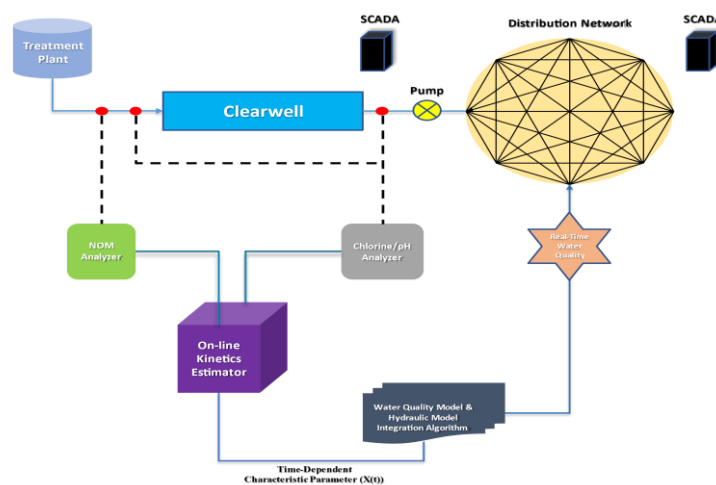 SCADA
Distribution Network
SCADA
Treatment
Plant
Pump
Clearwell
NOM
Analyzer
Chlorine/pH
Analyzer
Real-Time
Water
Quality
On-line
Kinetics
Estimator
Water Quality Model &
Hydraulic Model
Integration Algorithm
Time-Dependent
Characteristic Parameter (X(t))